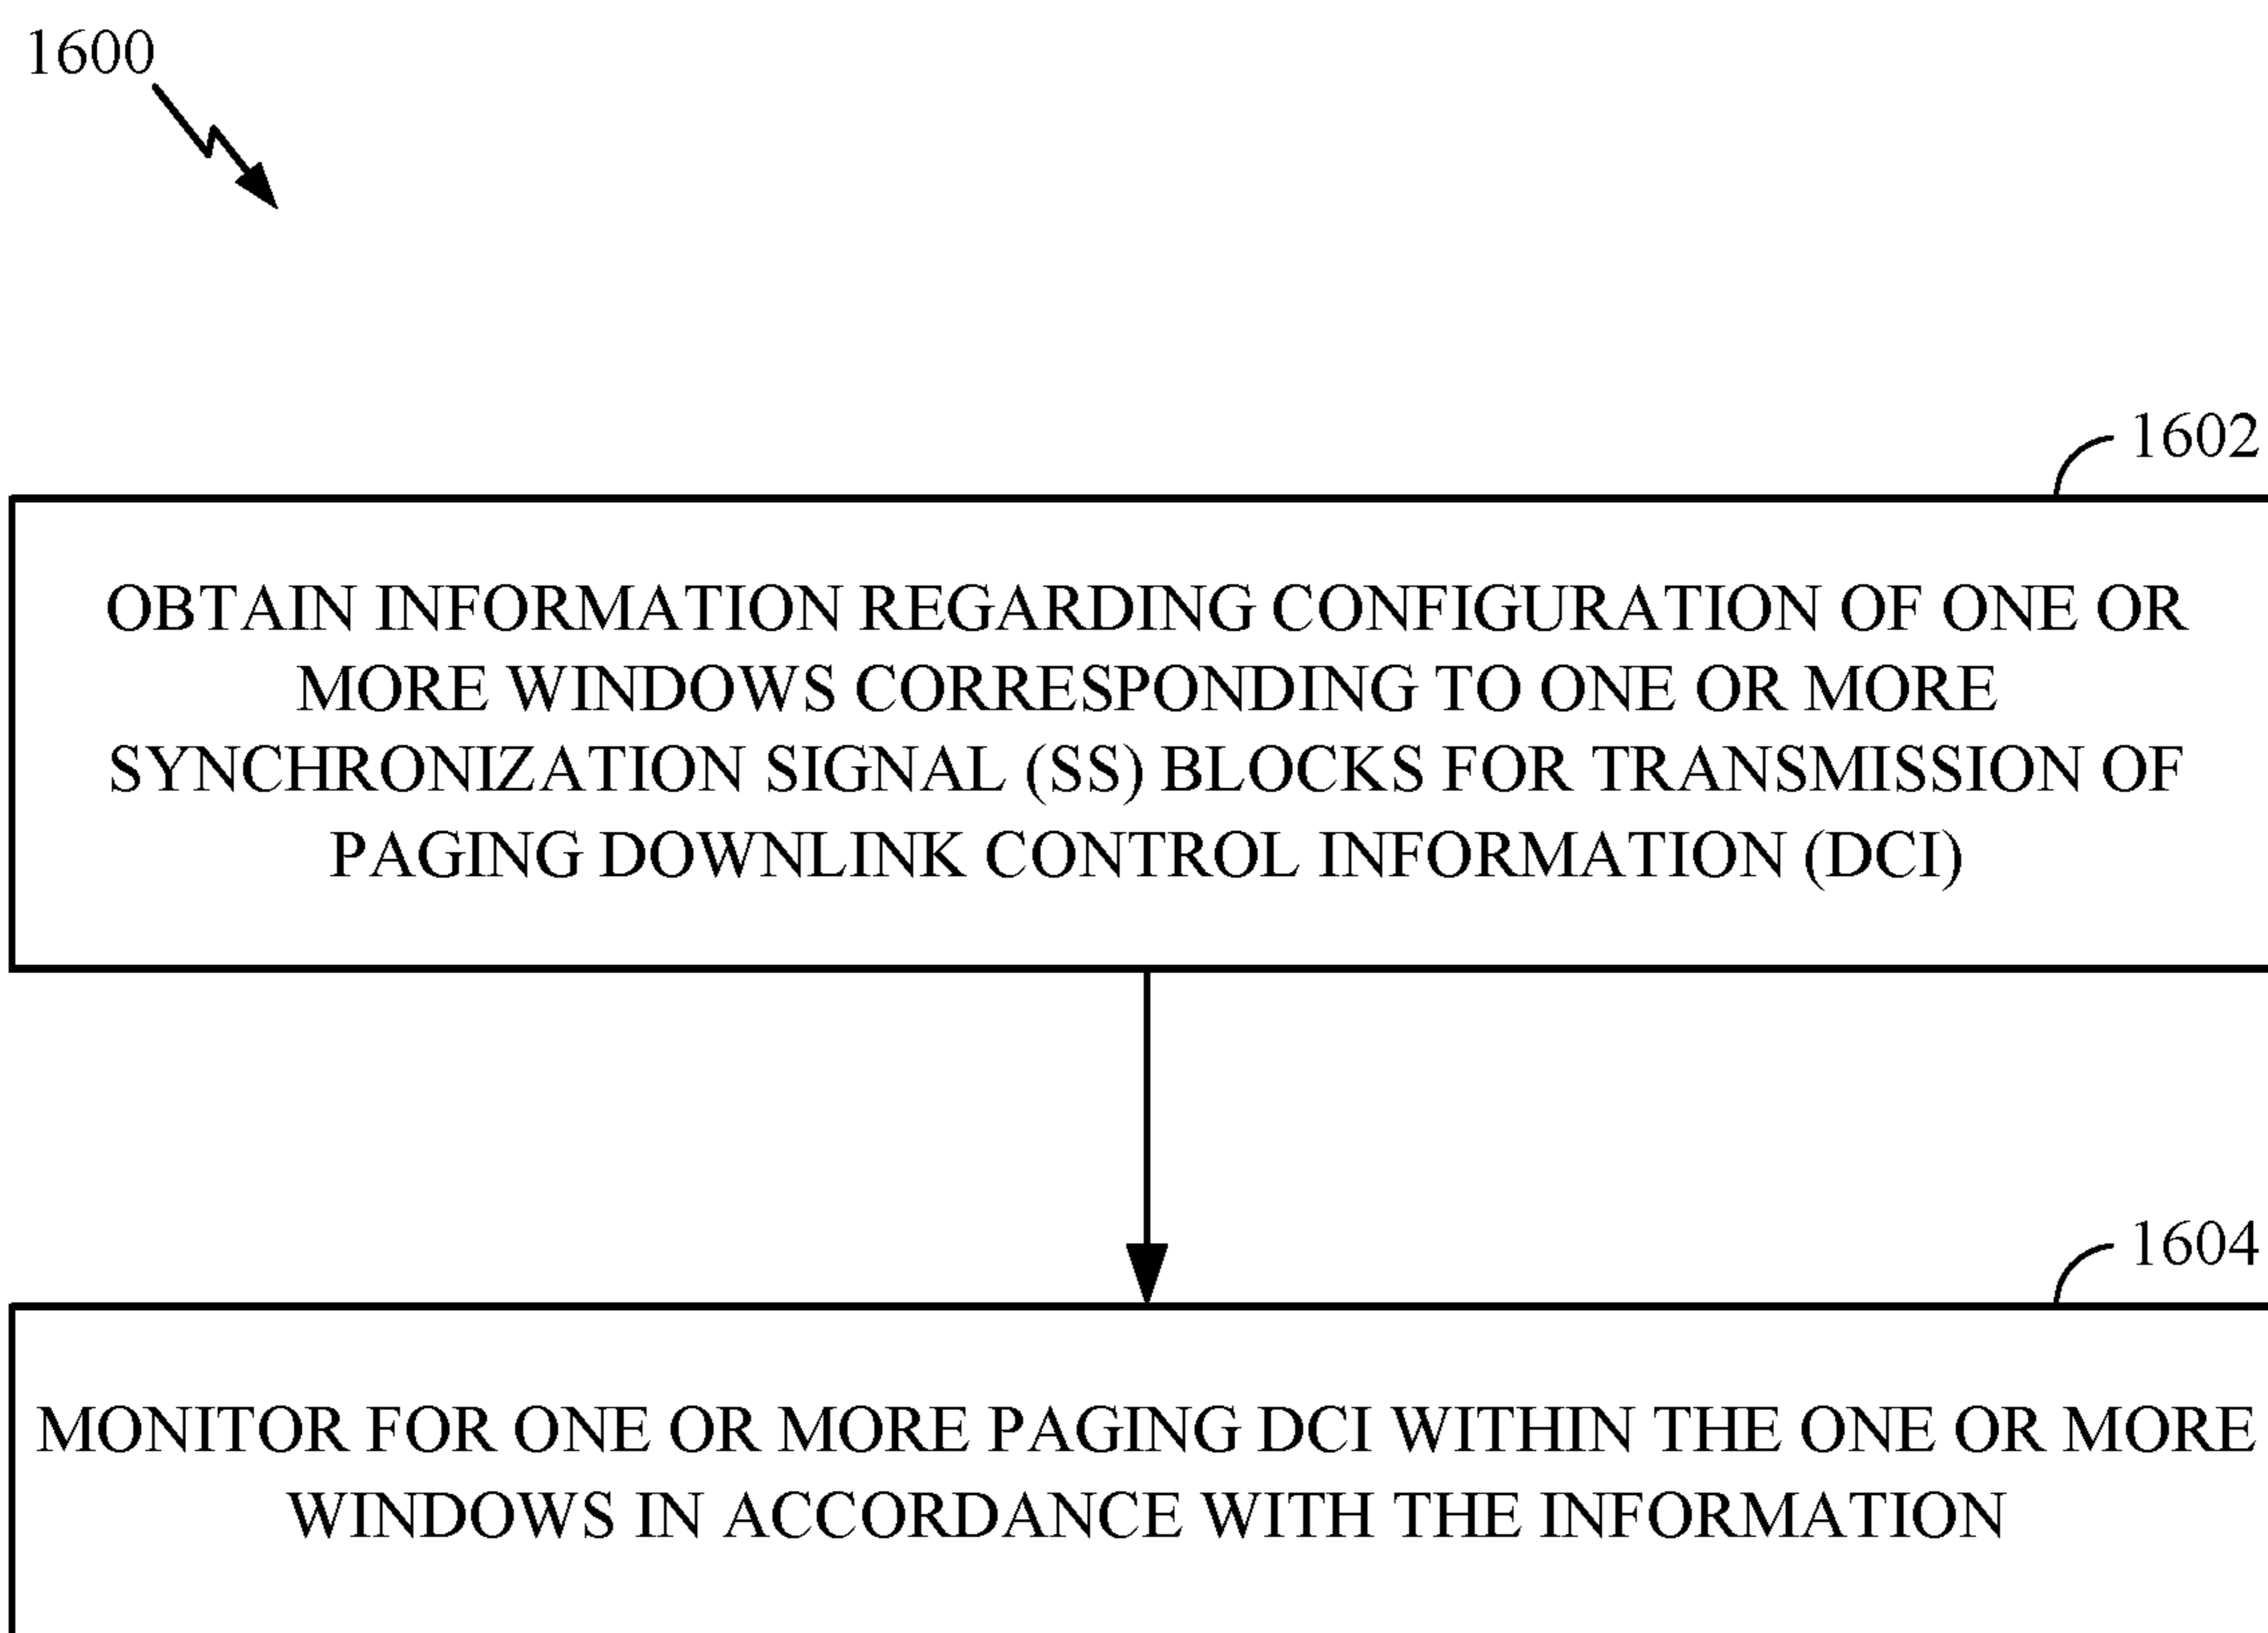 1600
1602
OBTAIN INFORMATION REGARDING CONFIGURATION OF ONE OR
MORE WINDOWS CORRESPONDING TO ONE OR MORE
SYNCHRONIZATION SIGNAL (SS) BLOCKS FOR TRANSMISSION OF
PAGING DOWNLINK CONTROL INFORMATION (DCI)
1604
MONITOR FOR ONE OR MORE PAGING DCI WITHIN THE ONE OR MORE
WINDOWS IN ACCORDANCE WITH THE INFORMATION